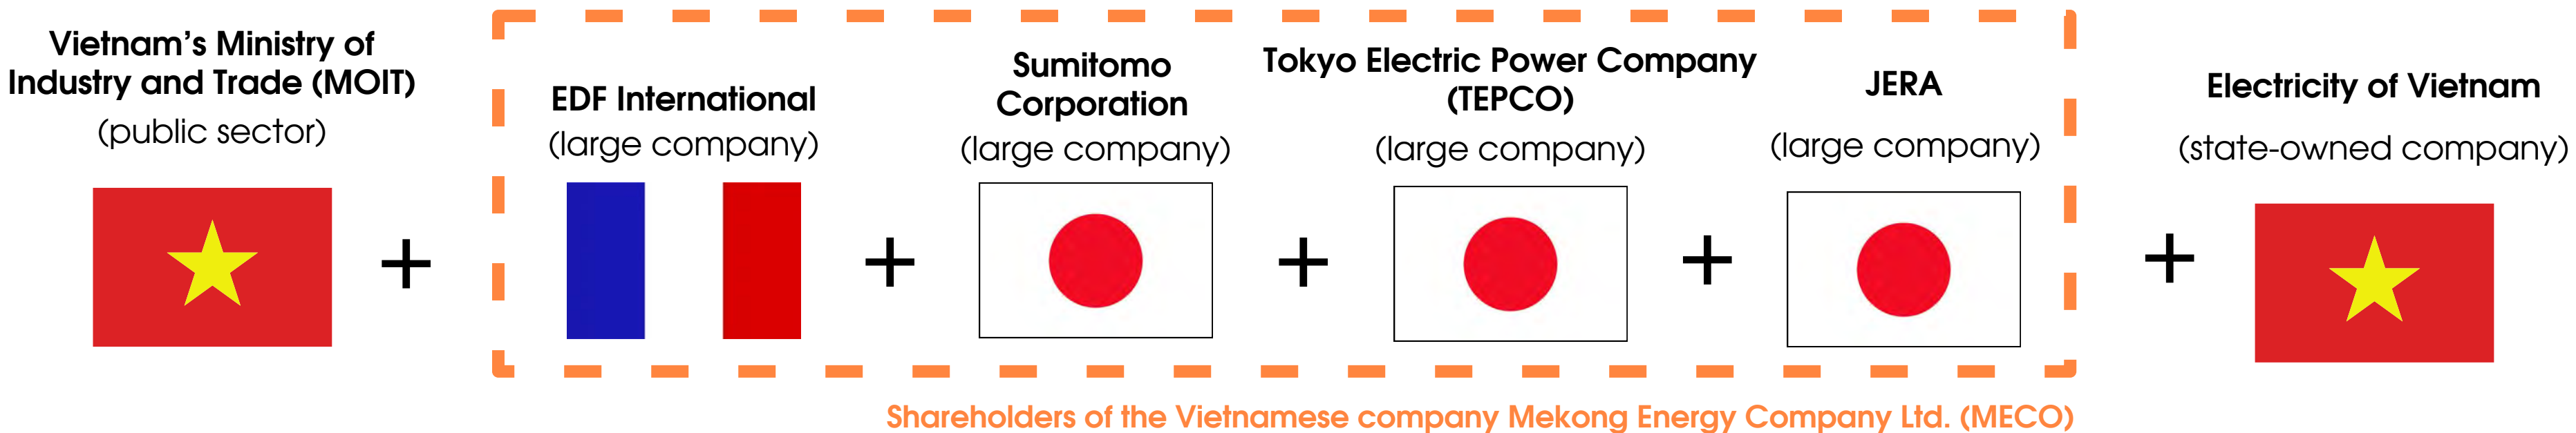 Vietnam's Ministry of
Industry and Trade (MOIT)
(public sector)
+
EDF International
(large company)
+
Sumitomo
Corporation
(large company)
+
Tokyo Electric Power Company
(TEPCO)
(large company)
+
JERA
(large company)
+
Electricity of Vietnam
(state-owned company)
Shareholders of the Vietnamese company Mekong Energy Company Ltd. (MECO)